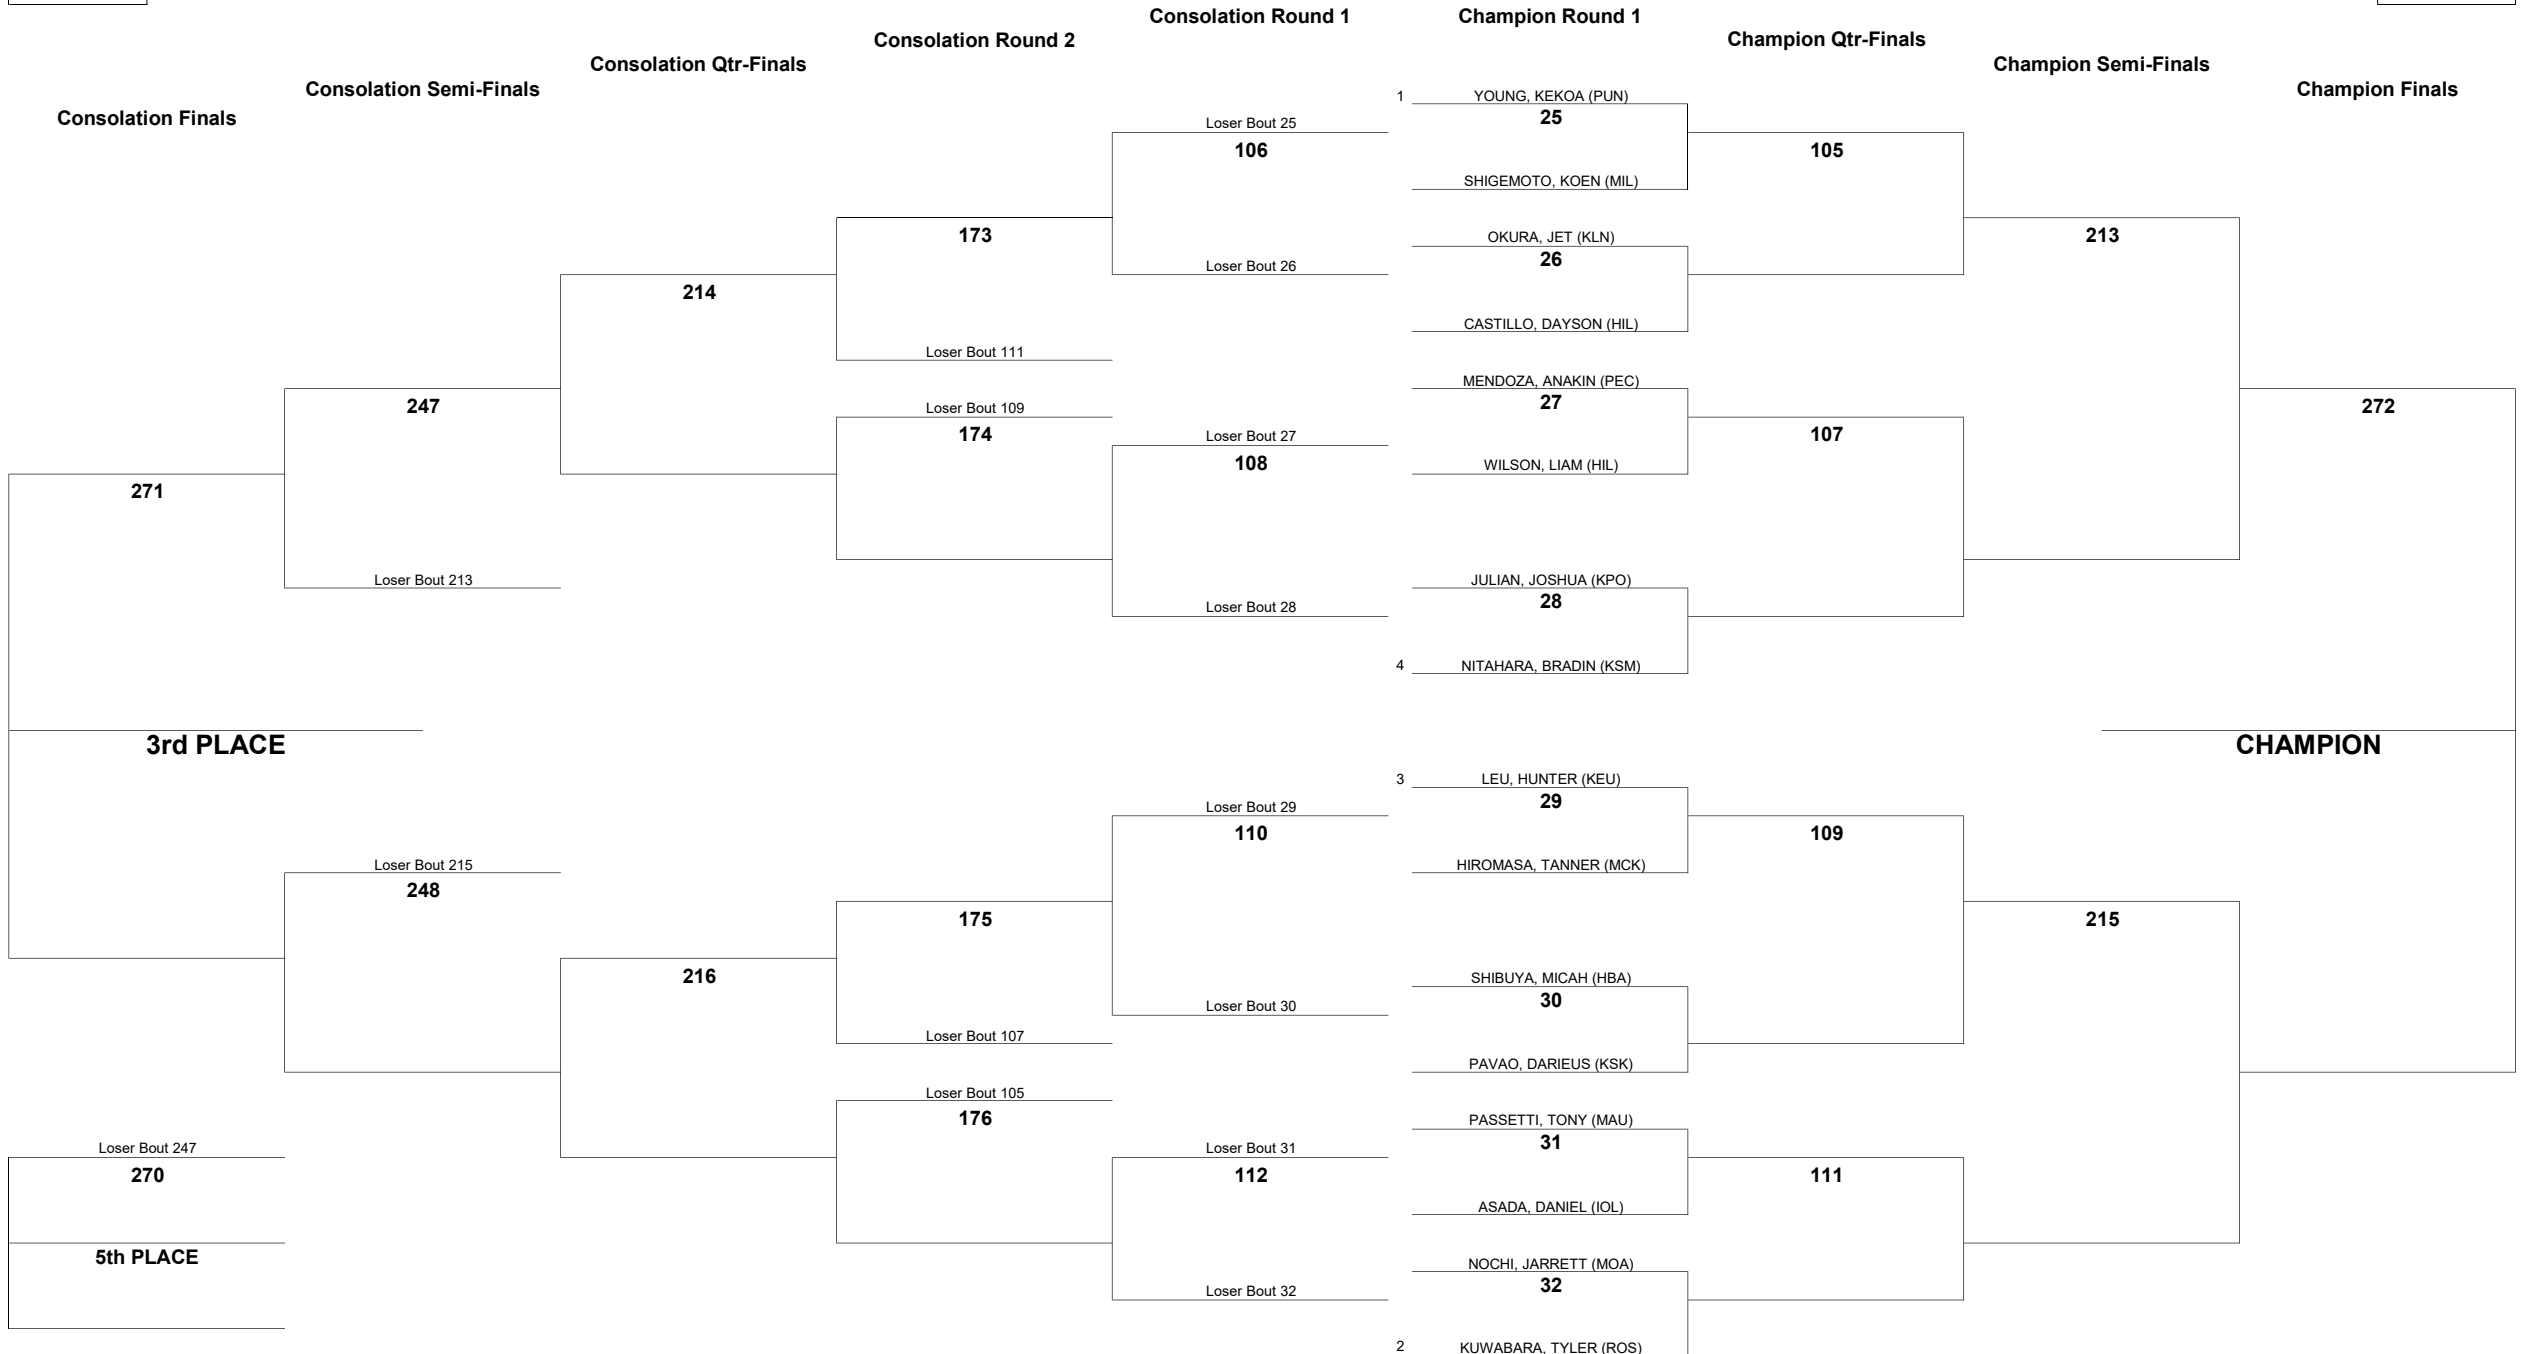 Consolation Round 1
Champion Round 1
Consolation Round 2
Champion Qtr-Finals
Consolation Qtr-Finals
Champion Semi-Finals
Consolation Semi-Finals
Champion Finals
Consolation Finals
1 YOUNG, KEKOA (PUN)
25
SHIGEMOTO, KOEN (MIL)
OKURA, JET (KLN)
26
CASTILLO, DAYSON (HIL)
MENDOZA, ANAKIN (PEC)
27
WILSON, LIAM (HIL)
JULIAN, JOSHUA (KPO)
28
4 NITAHARA, BRADIN (KSM)
3 LEU, HUNTER (KEU)
29
HIROMASA, TANNER (MCK)
SHIBUYA, MICAH (HBA)
30
PAVAO, DARIEUS (KSK)
PASSETTI, TONY (MAU)
31
ASADA, DANIEL (IOL)
NOCHI, JARRETT (MOA)
32
2 KUWABARA, TYLER (ROS)
105
107
109
111
213
215
272
CHAMPION
Loser Bout 25
106
Loser Bout 26
Loser Bout 27
108
Loser Bout 28
Loser Bout 29
110
Loser Bout 30
Loser Bout 31
112
Loser Bout 32
173
Loser Bout 111
Loser Bout 109
174
175
Loser Bout 107
Loser Bout 105
176
214
216
247
Loser Bout 213
Loser Bout 215
248
271
3rd PLACE
Loser Bout 247
270
5th PLACE